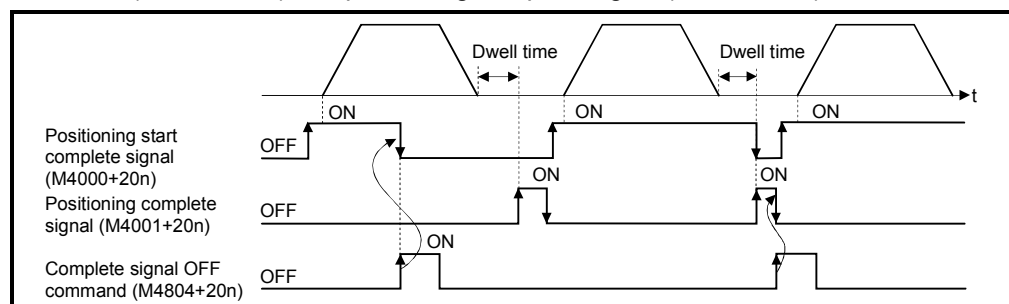 Dwell time
Dwell time
t
ON
ON
ON
Positioning start
complete signal
(M4000+20n)
OFF
ON
ON
Positioning complete
signal (M4001+20n)
OFF
ON
Complete signal OFF
command (M4804+20n)
OFF